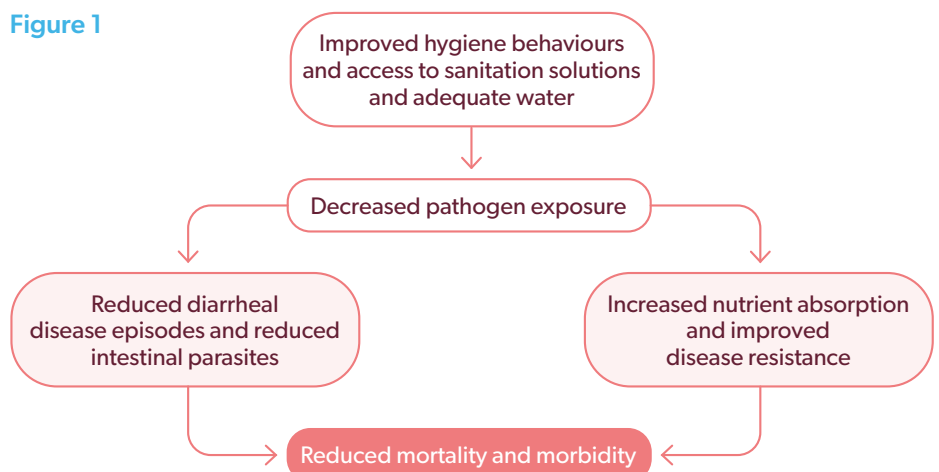 Figure 1
Improved hygiene behaviours
and access to sanitation solutions
and adequate water
Decreased pathogen exposure
Reduced diarrheal
disease episodes and reduced
intestinal parasites
Increased nutrient absorption
and improved
disease resistance
Reduced mortality and morbidity